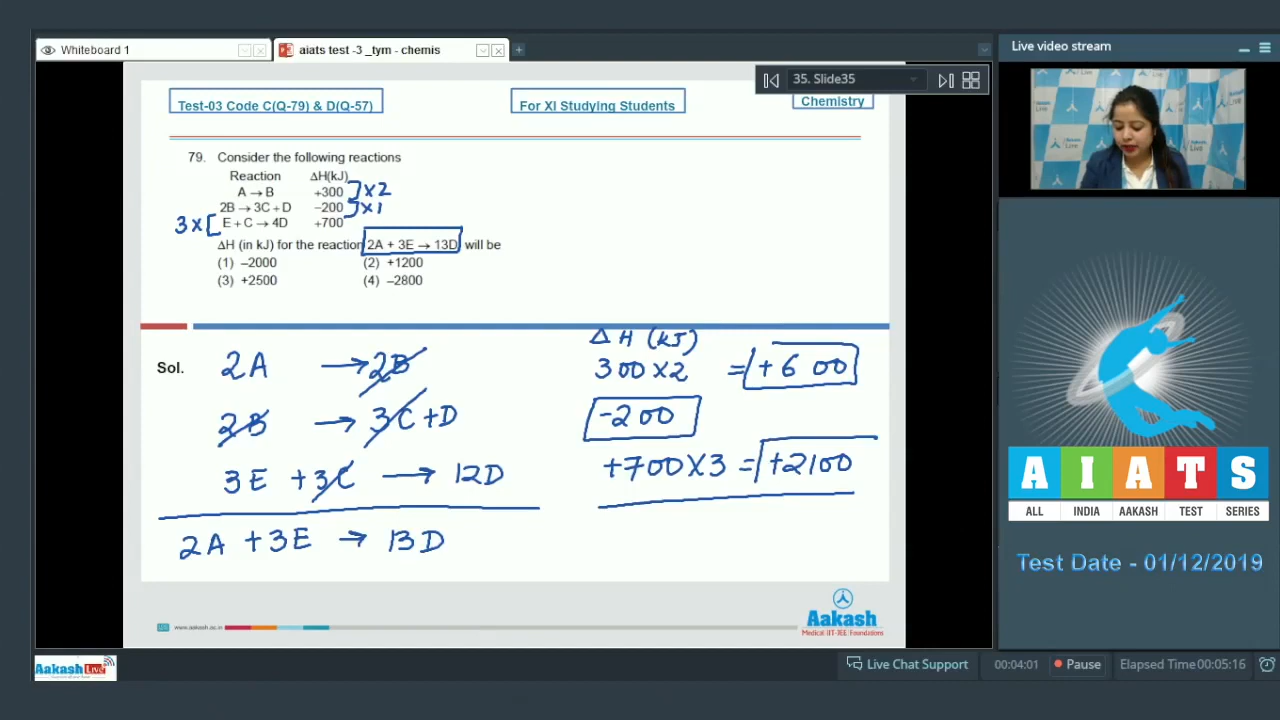 Whiteboard 1
aiats test -3 _tym - chemis
Live video stream
35. Slide35
Test-03 Code C(Q-79) & D(Q-57)
For XI Studying Students
Chemistry
79. Consider the following reactions
Reaction ΔH(kJ)
A → B +300 ×2
2B → 3C + D −200 ×1
3 × [ E + C → 4D +700
ΔH (in kJ) for the reaction 2A + 3E → 13D will be
(1) −2000 (2) +1200
(3) +2500 (4) −2800
Sol.
ΔH (kJ)
2A → 2B 300×2 = +600
2B → 3C + D −200
3E + 3C → 12D +700×3 = +2100
2A + 3E → 13D
AIATS
ALL INDIA AAKASH TEST SERIES
Test Date - 01/12/2019
www.aakash.ac.in
Aakash
Medical | IIT-JEE | Foundations
Aakash Live
Live Chat Support
00:04:01
Pause
Elapsed Time 00:05:16